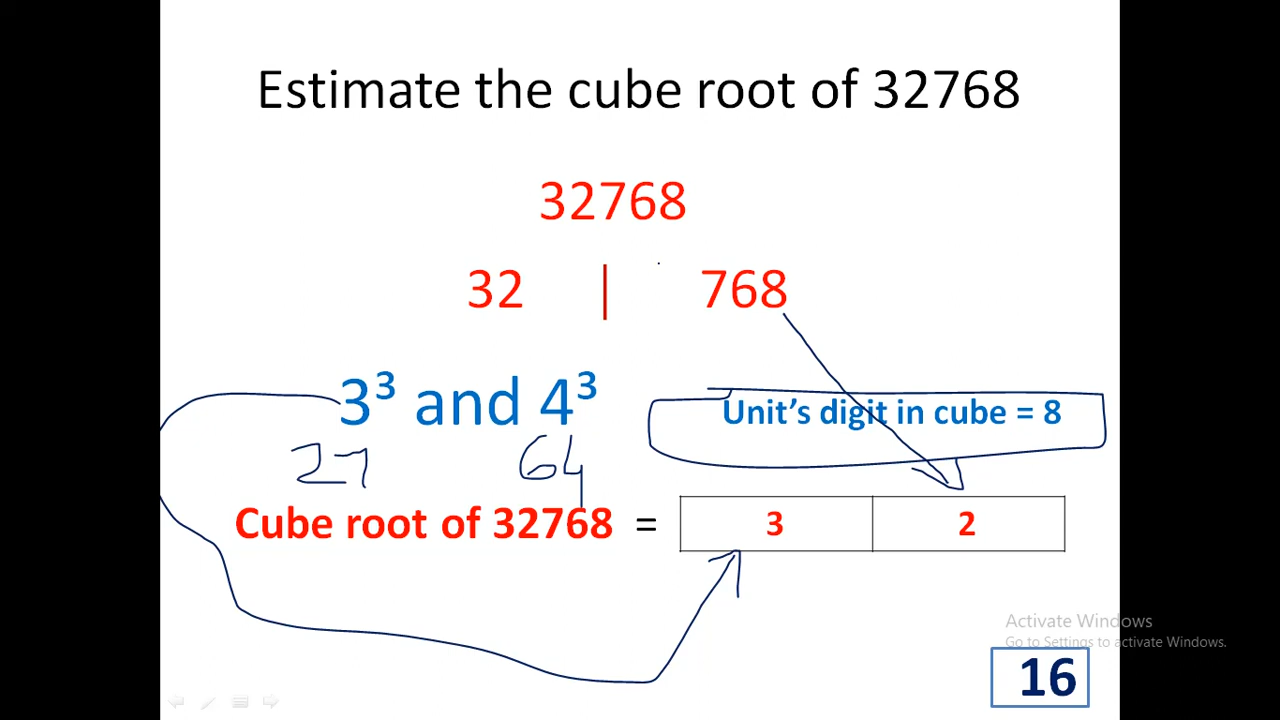 Estimate the cube root of 32768
32768
32 | 768
3³ and 4³
Unit's digit in cube = 8
27 64
Cube root of 32768 = 3 2
Activate Windows
Go to Settings to activate Windows.
16